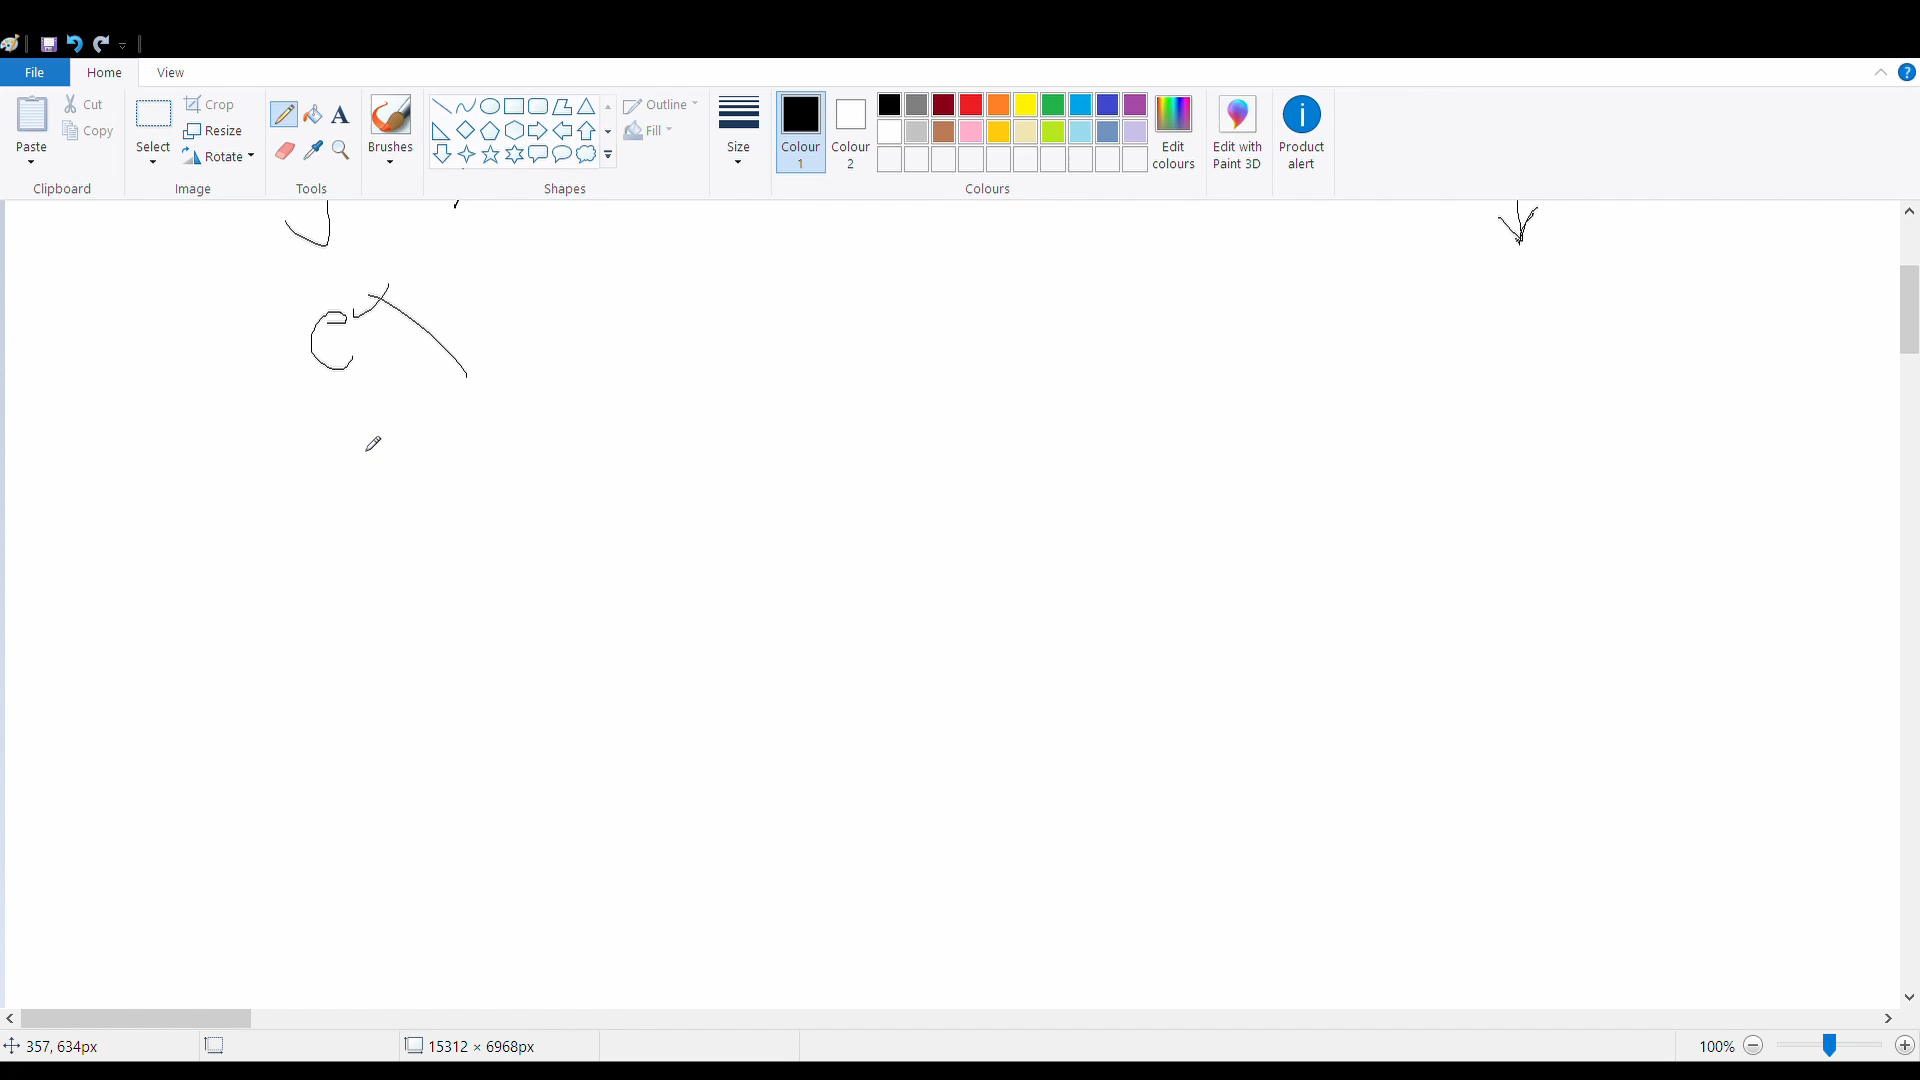 File Home View
Paste Cut Copy Select Crop Resize Rotate Brushes Outline Fill Size Colour 1 Colour 2 Edit colours Edit with Paint 3D Product alert
Clipboard Image Tools Shapes Colours
A
e
357, 634px 15312 × 6968px 100%